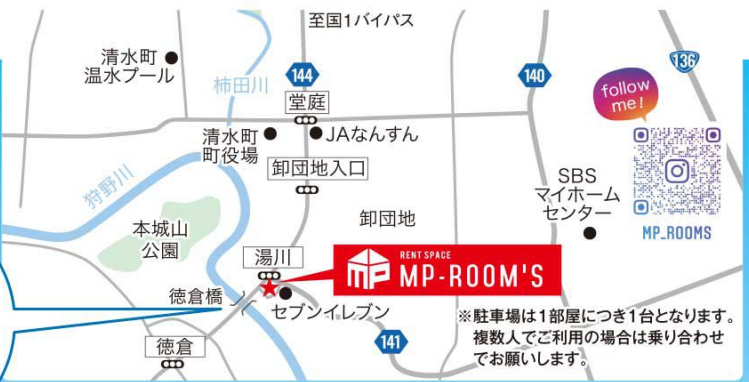 至国1バイパス
清水町
温水プール
柿田川
144
140
136
follow
me!
堂庭
清水町
町役場
JAなんすん
卸団地入口
狩野川
SBS
マイホーム
センター
MP_ROOMS
本城山
公園
卸団地
湯川
RENT SPACE
MP
MP-ROOM'S
徳倉橋
セブンイレブン
徳倉
141
※駐車場は1部屋につき1台となります。
複数人でご利用の場合は乗り合わせ
でお願いします。